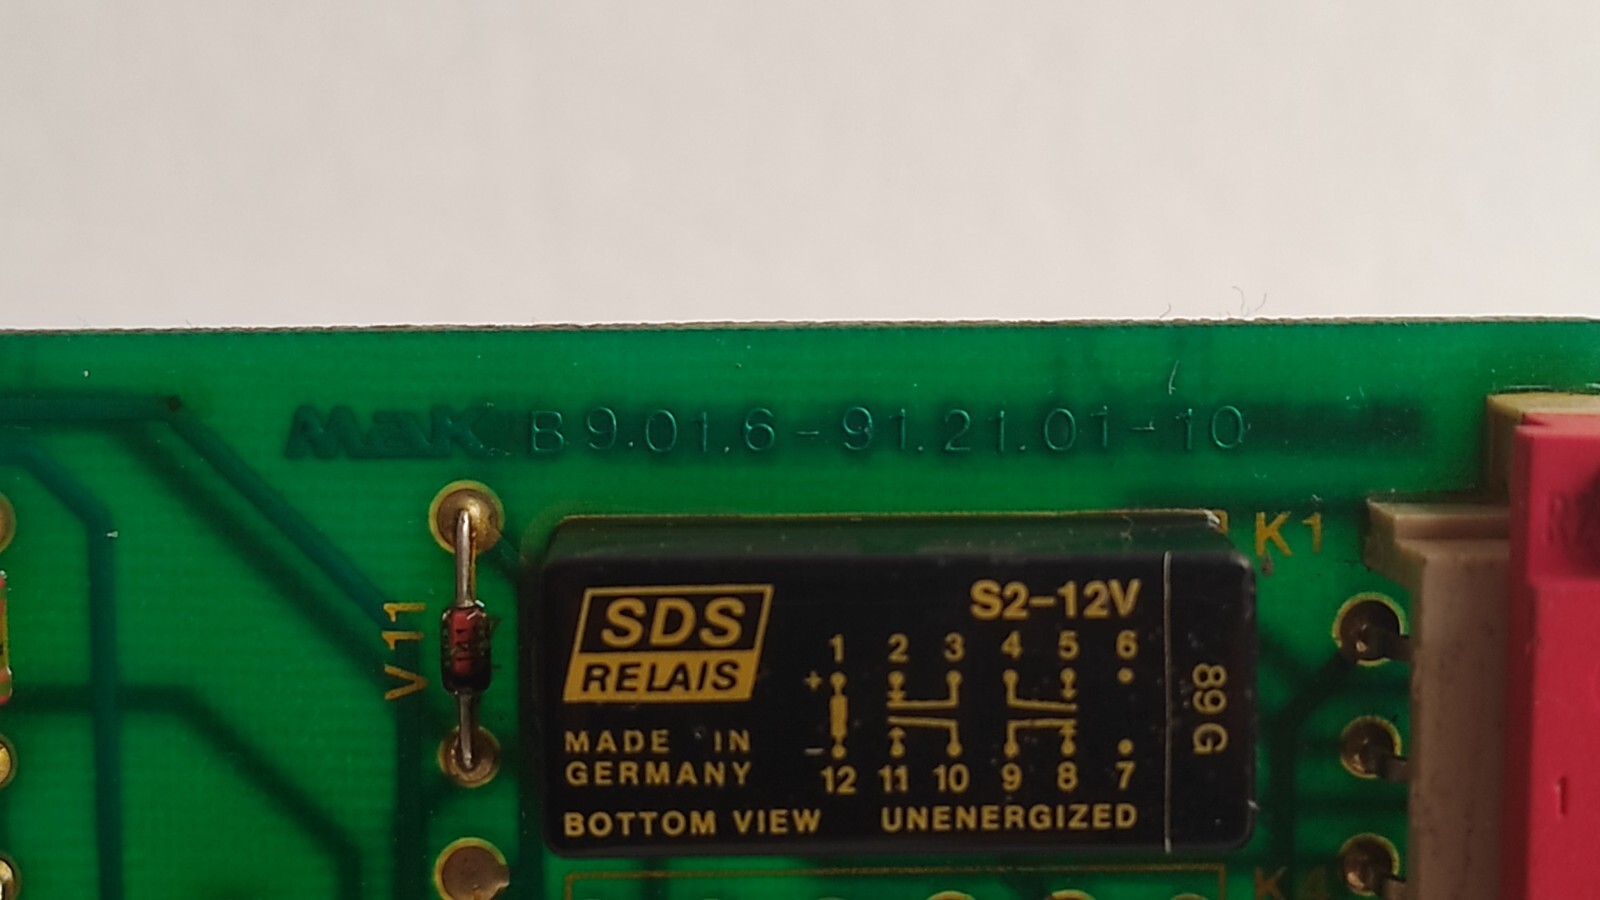 MaK B9.01.6-91.21.01-10
K1
V11
SDS
RELAIS
S2-12V
1 2 3 4 5 6
+
-
12 11 10 9 8 7
MADE IN
GERMANY
BOTTOM VIEW UNENERGIZED
89G
K4